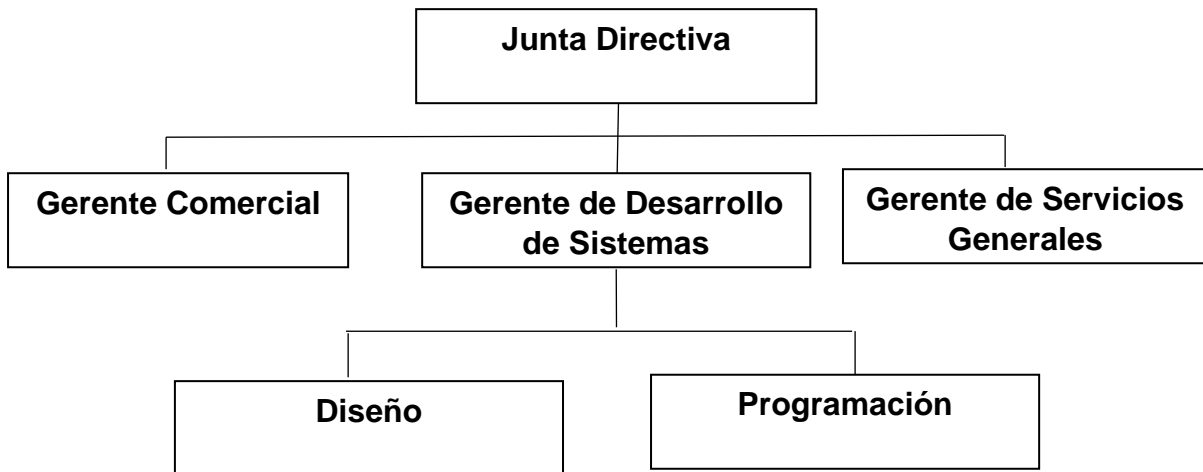 Junta Directiva
Gerente Comercial
Gerente de Desarrollo
de Sistemas
Gerente de Servicios
Generales
Diseño
Programación